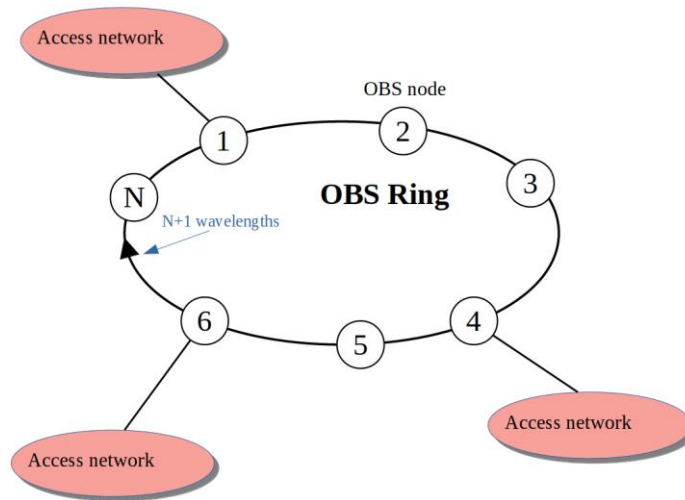 Access network
OBS node
1
2
N
3
OBS Ring
N+1 wavelengths
6
5
4
Access network
Access network